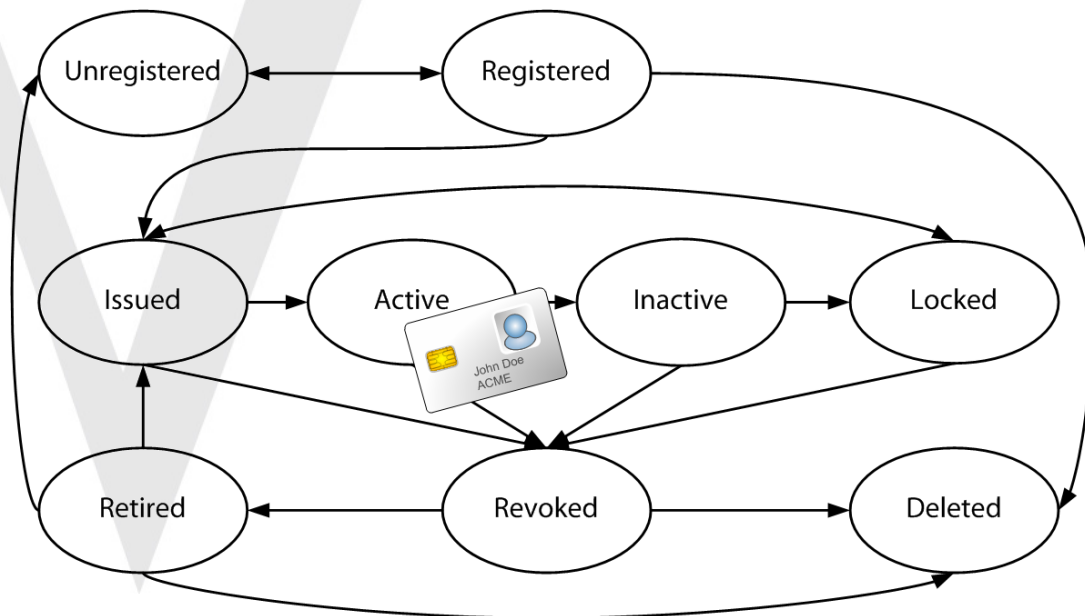 Unregistered
Registered
Issued
Active
Inactive
Locked
John Doe
ACME
Retired
Revoked
Deleted